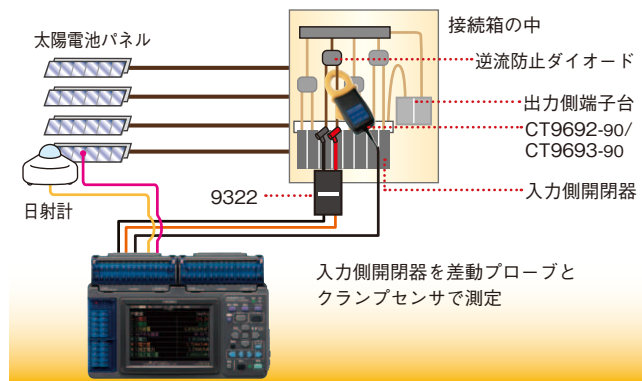 接続箱の中
太陽電池パネル
逆流防止ダイオード
出力側端子台
CT9692-90/
CT9693-90
入力側開閉器
9322
日射計
入力側開閉器を差動プローブと
クランプセンサで測定